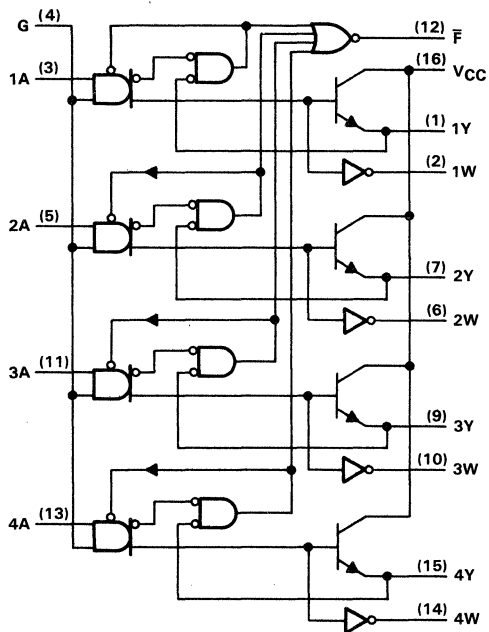 G (4)
(12) F̅
(16) VCC
1A (3)
(1) 1Y
(2) 1W
2A (5)
(7) 2Y
(6) 2W
3A (11)
(9) 3Y
(10) 3W
4A (13)
(15) 4Y
(14) 4W